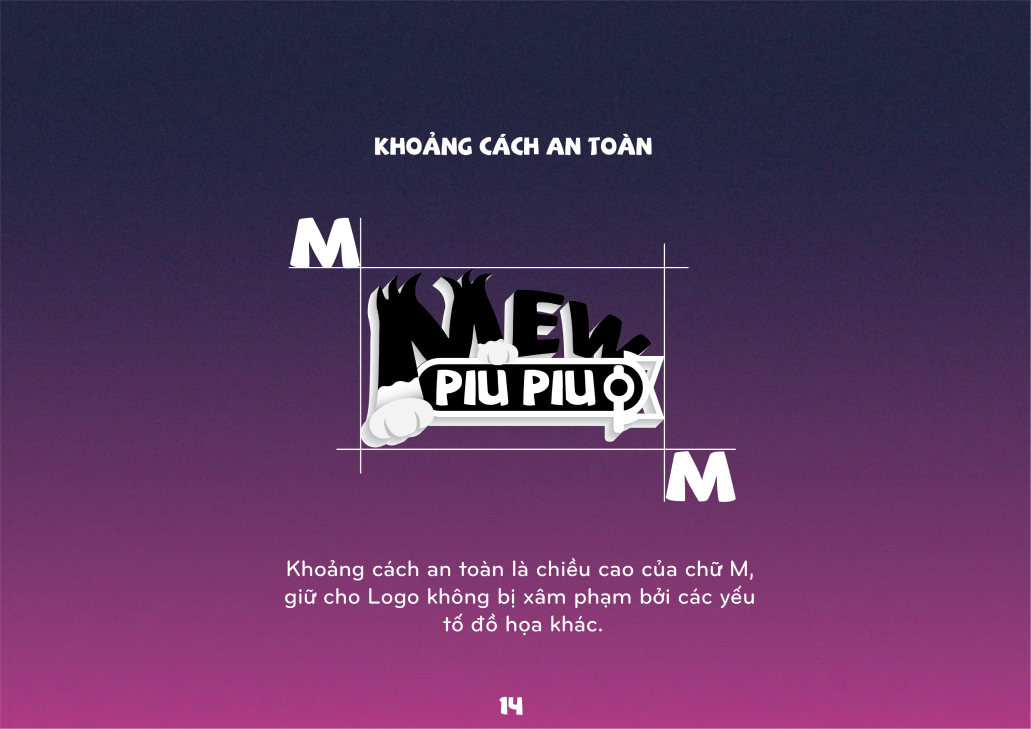 KHOẢNG CÁCH AN TOÀN
M
MEW
PIU PIU
M
Khoảng cách an toàn là chiều cao của chữ M,
giữ cho Logo không bị xâm phạm bởi các yếu
tố đồ họa khác.
14